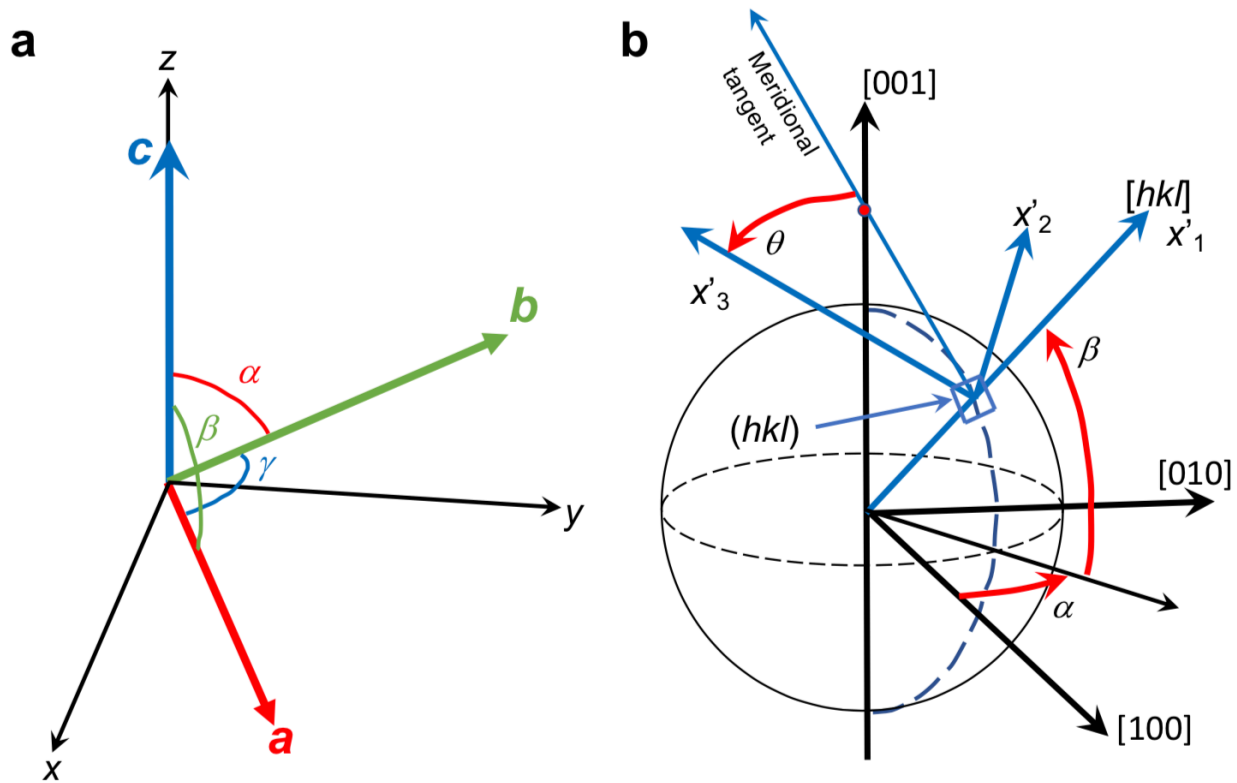 a
z
c
α
b
β
γ
y
x
a
b
Meridional
tangent
[001]
[hkl]
x'₂
x'₁
θ
x'₃
β
(hkl)
[010]
α
[100]